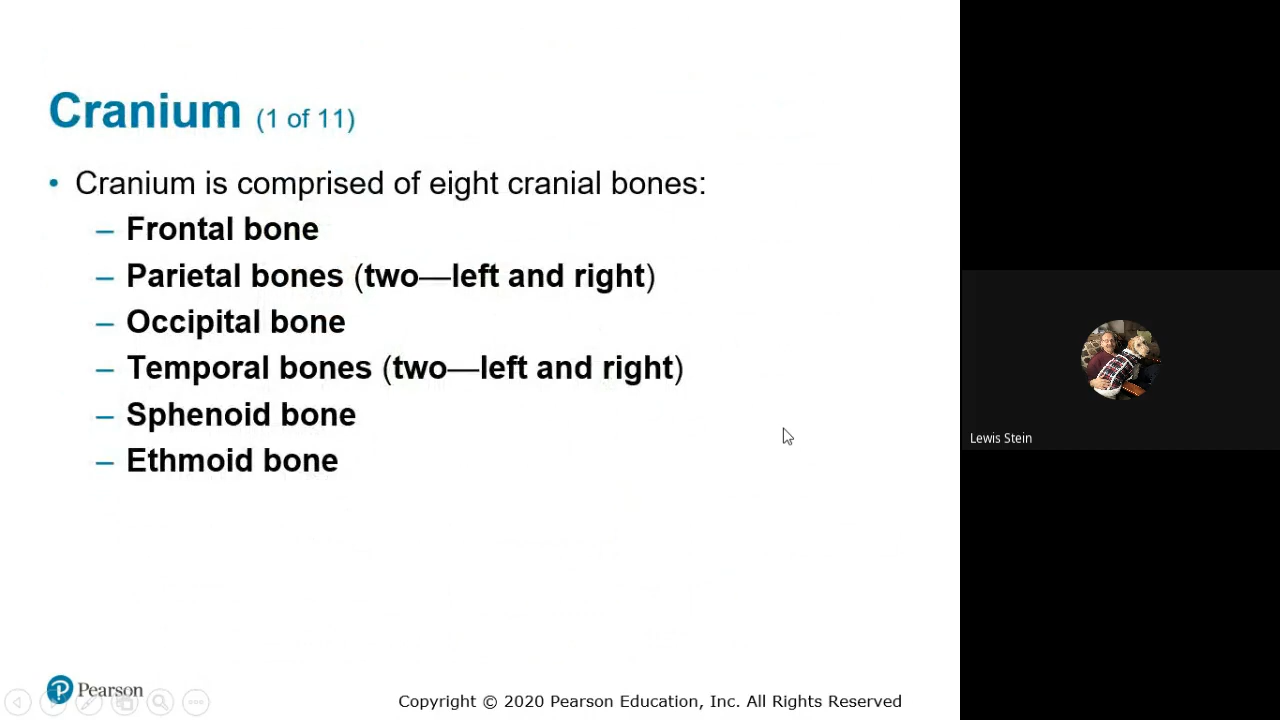 Cranium (1 of 11)
• Cranium is comprised of eight cranial bones:
– Frontal bone
– Parietal bones (two—left and right)
– Occipital bone
– Temporal bones (two—left and right)
– Sphenoid bone
– Ethmoid bone
Lewis Stein
Pearson
Copyright © 2020 Pearson Education, Inc. All Rights Reserved